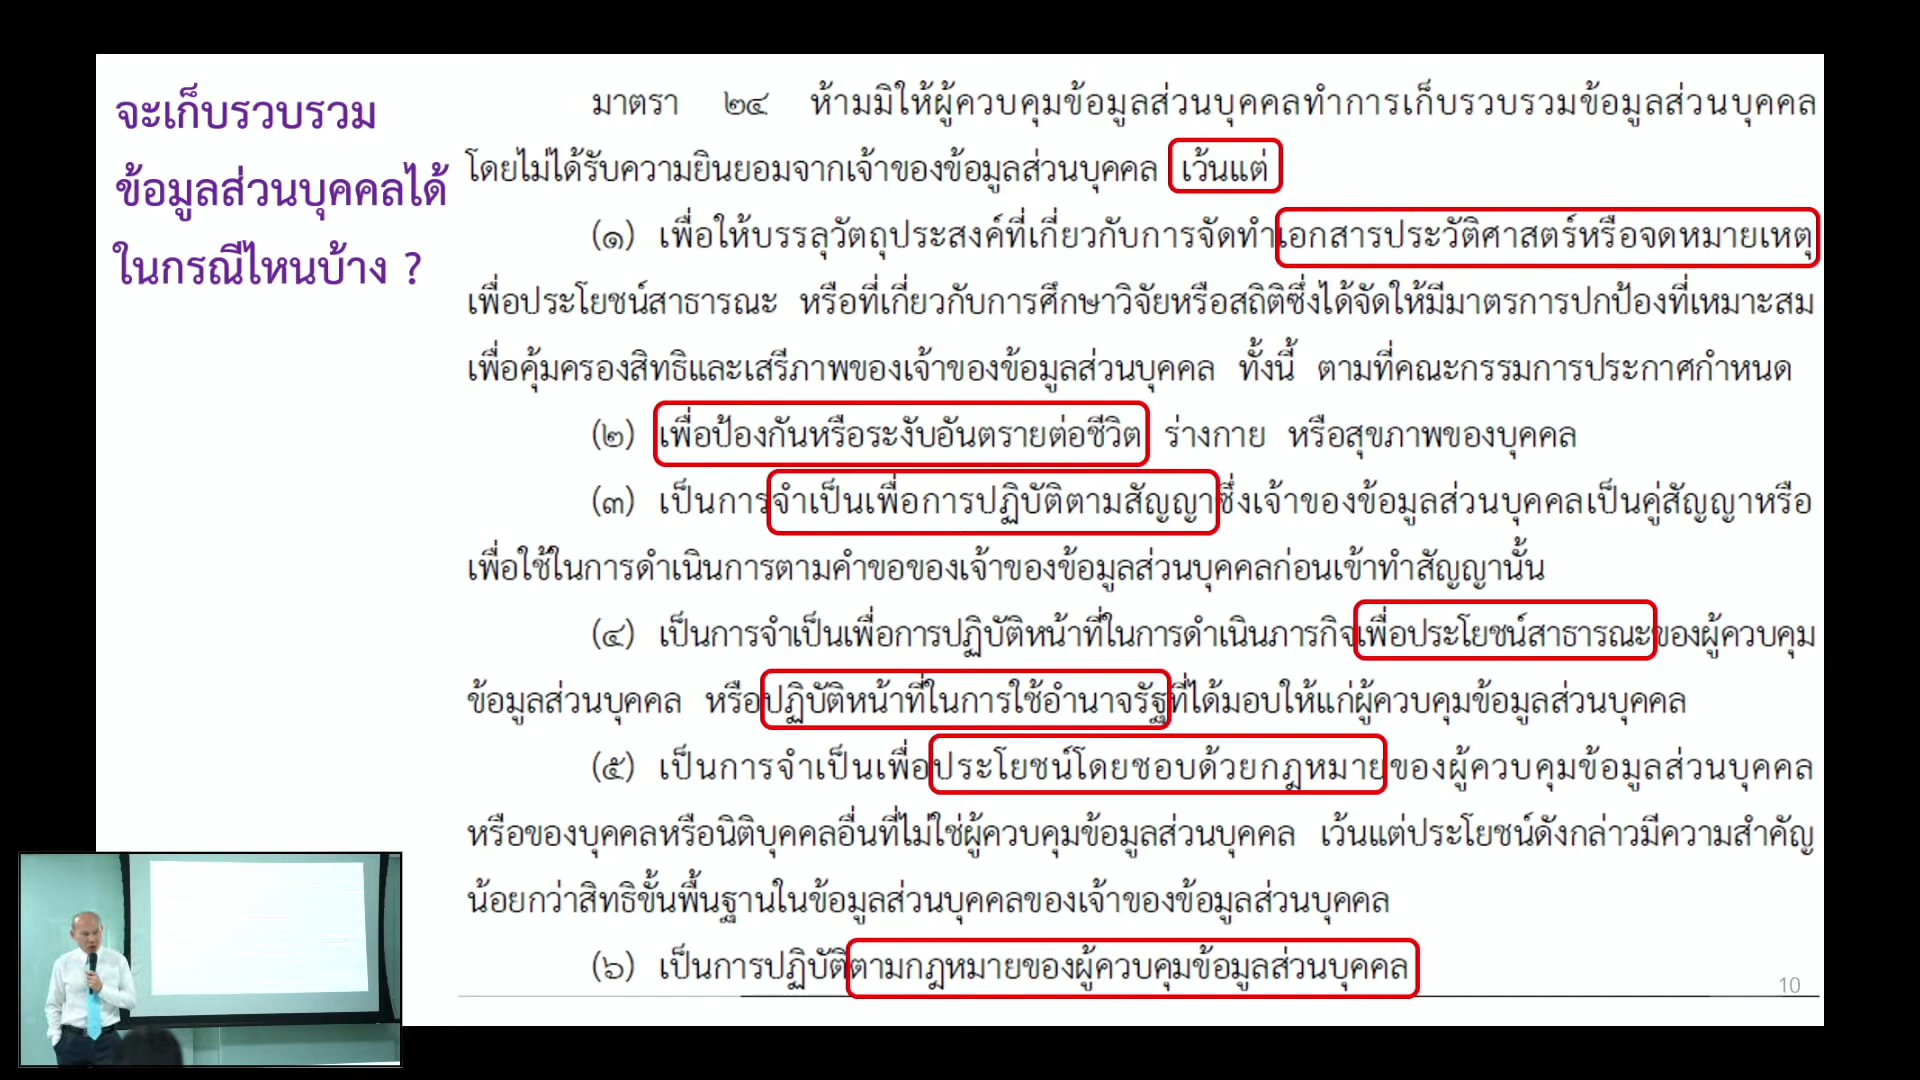 จะเก็บรวบรวม
ข้อมูลส่วนบุคคลได้
ในกรณีไหนบ้าง ?
มาตรา ๒๔ ห้ามมิให้ผู้ควบคุมข้อมูลส่วนบุคคลทำการเก็บรวบรวมข้อมูลส่วนบุคคล
โดยไม่ได้รับความยินยอมจากเจ้าของข้อมูลส่วนบุคคล เว้นแต่
(๑) เพื่อให้บรรลุวัตถุประสงค์ที่เกี่ยวกับการจัดทำเอกสารประวัติศาสตร์หรือจดหมายเหตุ
เพื่อประโยชน์สาธารณะ หรือที่เกี่ยวกับการศึกษาวิจัยหรือสถิติซึ่งได้จัดให้มีมาตรการปกป้องที่เหมาะสม
เพื่อคุ้มครองสิทธิและเสรีภาพของเจ้าของข้อมูลส่วนบุคคล ทั้งนี้ ตามที่คณะกรรมการประกาศกำหนด
(๒) เพื่อป้องกันหรือระงับอันตรายต่อชีวิต ร่างกาย หรือสุขภาพของบุคคล
(๓) เป็นการจำเป็นเพื่อการปฏิบัติตามสัญญาซึ่งเจ้าของข้อมูลส่วนบุคคลเป็นคู่สัญญาหรือ
เพื่อใช้ในการดำเนินการตามคำขอของเจ้าของข้อมูลส่วนบุคคลก่อนเข้าทำสัญญานั้น
(๔) เป็นการจำเป็นเพื่อการปฏิบัติหน้าที่ในการดำเนินภารกิจเพื่อประโยชน์สาธารณะของผู้ควบคุม
ข้อมูลส่วนบุคคล หรือปฏิบัติหน้าที่ในการใช้อำนาจรัฐที่ได้มอบให้แก่ผู้ควบคุมข้อมูลส่วนบุคคล
(๕) เป็นการจำเป็นเพื่อประโยชน์โดยชอบด้วยกฎหมายของผู้ควบคุมข้อมูลส่วนบุคคล
หรือของบุคคลหรือนิติบุคคลอื่นที่ไม่ใช่ผู้ควบคุมข้อมูลส่วนบุคคล เว้นแต่ประโยชน์ดังกล่าวมีความสำคัญ
น้อยกว่าสิทธิขั้นพื้นฐานในข้อมูลส่วนบุคคลของเจ้าของข้อมูลส่วนบุคคล
(๖) เป็นการปฏิบัติตามกฎหมายของผู้ควบคุมข้อมูลส่วนบุคคล
10